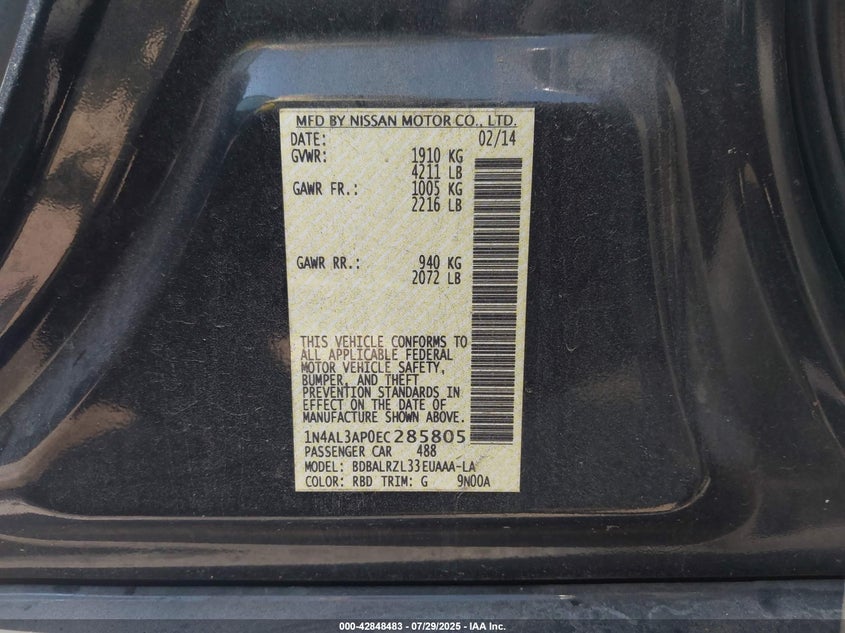 MFD BY NISSAN MOTOR CO., LTD.
DATE: 02/14
GVWR: 1910 KG
4211 LB
GAWR FR.: 1005 KG
2216 LB
GAWR RR.: 940 KG
2072 LB
THIS VEHICLE CONFORMS TO
ALL APPLICABLE FEDERAL
MOTOR VEHICLE SAFETY,
BUMPER, AND THEFT
PREVENTION STANDARDS IN
EFFECT ON THE DATE OF
MANUFACTURE SHOWN ABOVE.
1N4AL3AP0EC285805
PASSENGER CAR 488
MODEL: BDBALRZL33EUAAA-LA
COLOR: RBD TRIM: G 9N00A
000-42848483 - 07/29/2025 - IAA Inc.